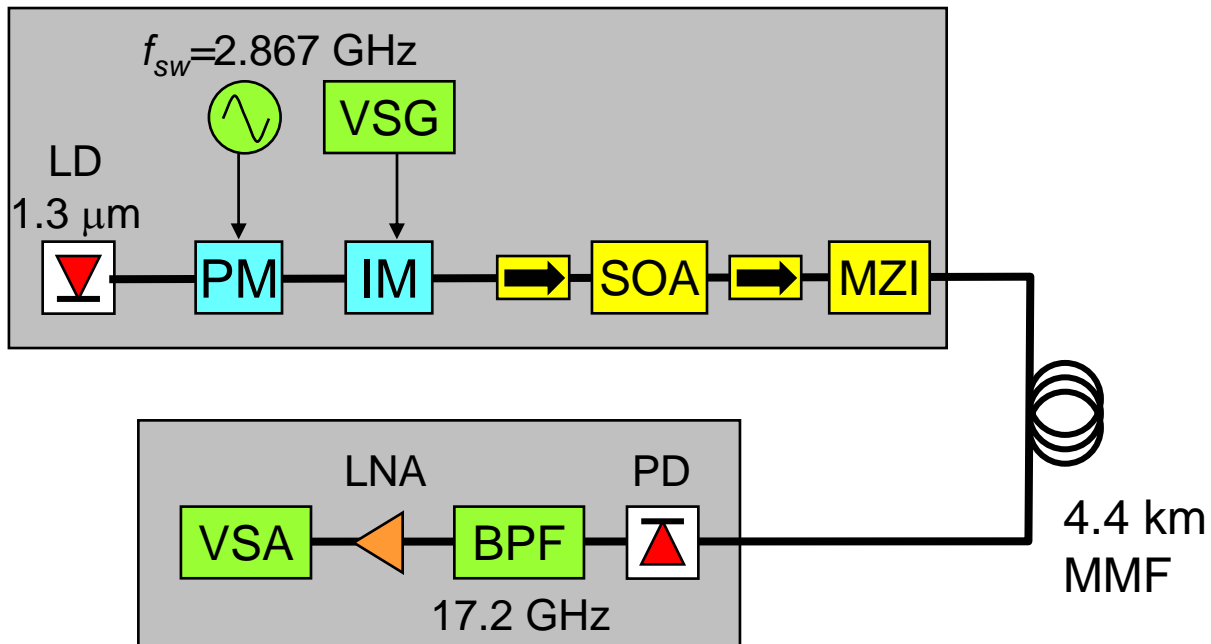 f_sw=2.867 GHz
VSG
LD
1.3 μm
PM
IM
SOA
MZI
LNA
PD
VSA
BPF
17.2 GHz
4.4 km
MMF